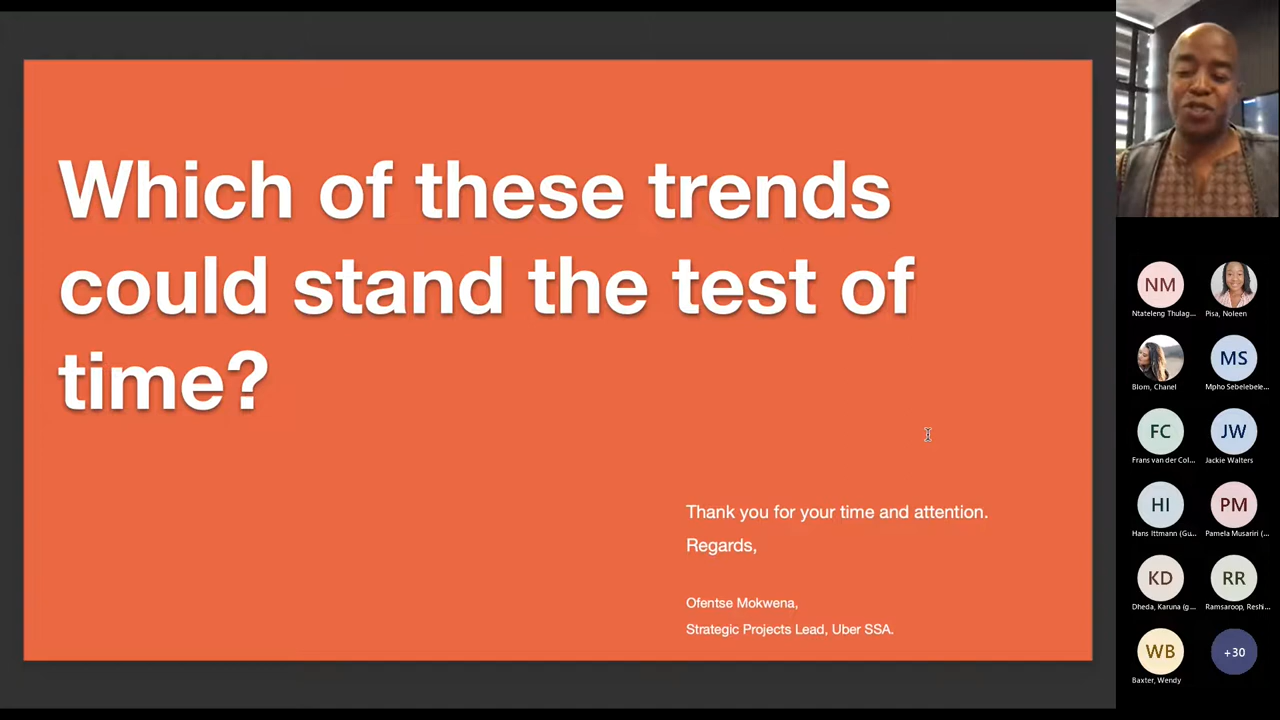 Which of these trends
could stand the test of
time?
Thank you for your time and attention.
Regards,
Ofentse Mokwena,
Strategic Projects Lead, Uber SSA.
NM
Ntateleng Thulag...
Pisa, Noleen
Blom, Chanel
MS
Mpho Sebelebele...
FC
Frans van der Col...
JW
Jackie Walters
HI
Hans Ittmann (Gu...
PM
Pamela Musariri (...
KD
Dheda, Karuna (g...
RR
Ramsaroop, Reshi...
WB
Baxter, Wendy
+30